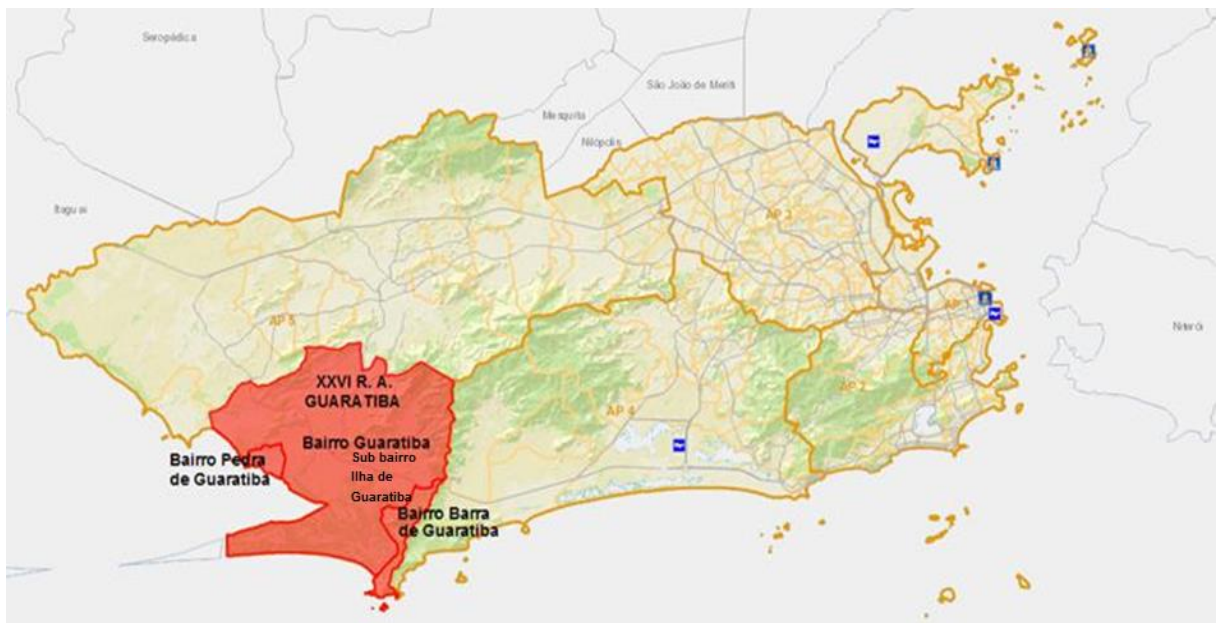 Seropédica
São João de Meriti
Mesquita
Nilópolis
Itaguaí
AP 3
AP 1
AP 5
Niterói
XXVI R. A.
GUARATIBA
AP 2
AP 4
Bairro Guaratiba
Sub bairro
Ilha de
Guaratiba
Bairro Pedra
de Guaratiba
Bairro Barra
de Guaratiba